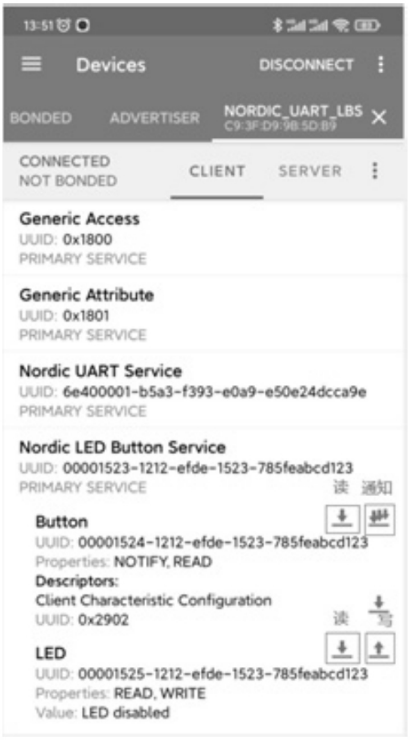 13:51
Devices
DISCONNECT
BONDED ADVERTISER NORDIC_UART_LBS
C9:3F:D9:9B:5D:B9
CONNECTED
NOT BONDED
CLIENT SERVER
Generic Access
UUID: 0x1800
PRIMARY SERVICE
Generic Attribute
UUID: 0x1801
PRIMARY SERVICE
Nordic UART Service
UUID: 6e400001-b5a3-f393-e0a9-e50e24dcca9e
PRIMARY SERVICE
Nordic LED Button Service
UUID: 00001523-1212-efde-1523-785feabcd123
PRIMARY SERVICE 读 通知
Button
UUID: 00001524-1212-efde-1523-785feabcd123
Properties: NOTIFY, READ
Descriptors:
Client Characteristic Configuration
UUID: 0x2902 读 写
LED
UUID: 00001525-1212-efde-1523-785feabcd123
Properties: READ, WRITE
Value: LED disabled